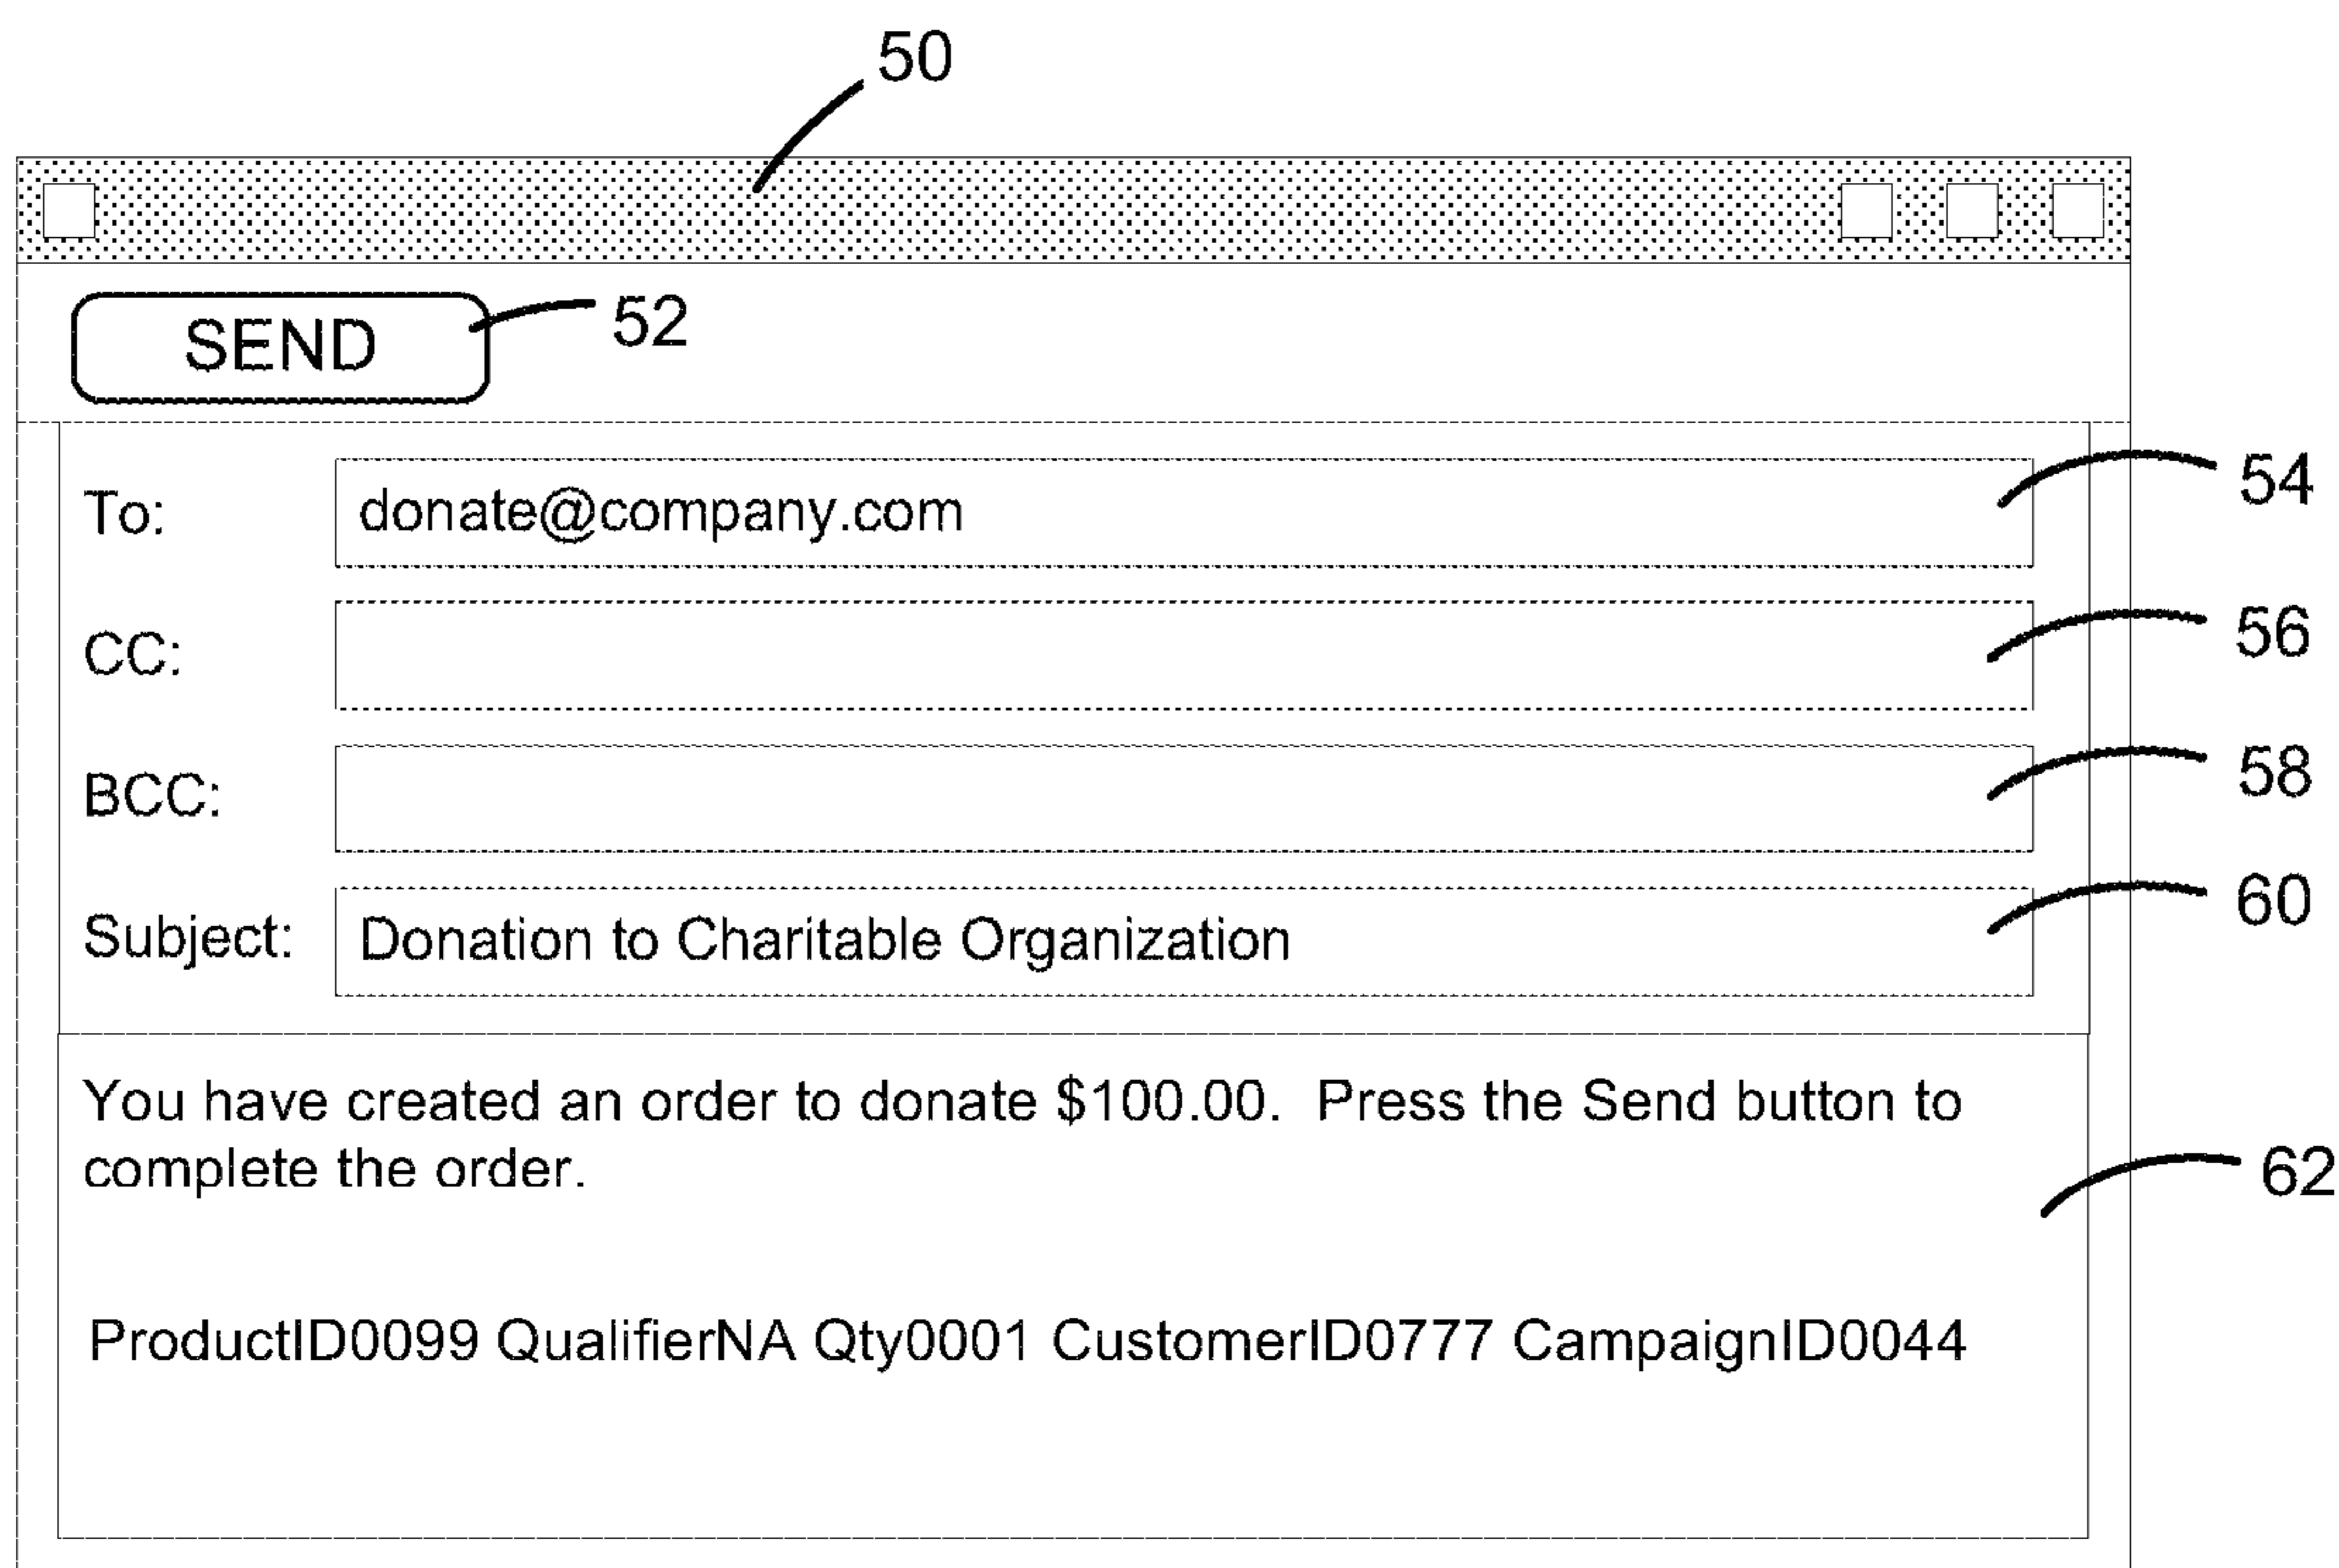 50
SEND 52
To: donate@company.com 54
CC: 56
BCC: 58
Subject: Donation to Charitable Organization 60
You have created an order to donate $100.00. Press the Send button to
complete the order. 62
ProductID0099 QualifierNA Qty0001 CustomerID0777 CampaignID0044